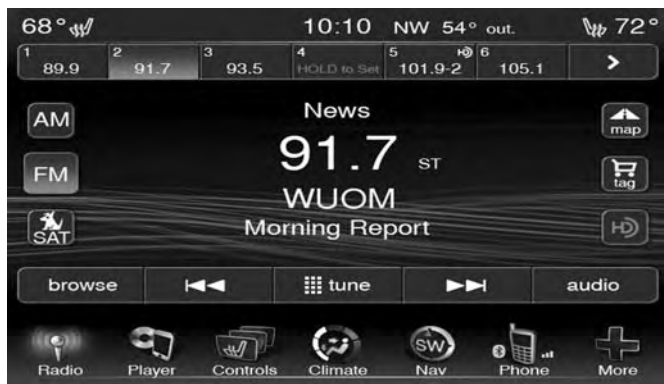 68° 10:10 NW 54° out. 72°
1 2 3 4 5 HD 6
89.9 91.7 93.5 HOLD to Set 101.9-2 105.1 >
AM News map
91.7 ST
FM tag
WUOM
SAT Morning Report HD
browse tune audio
SW
Radio Player Controls Climate Nav Phone More